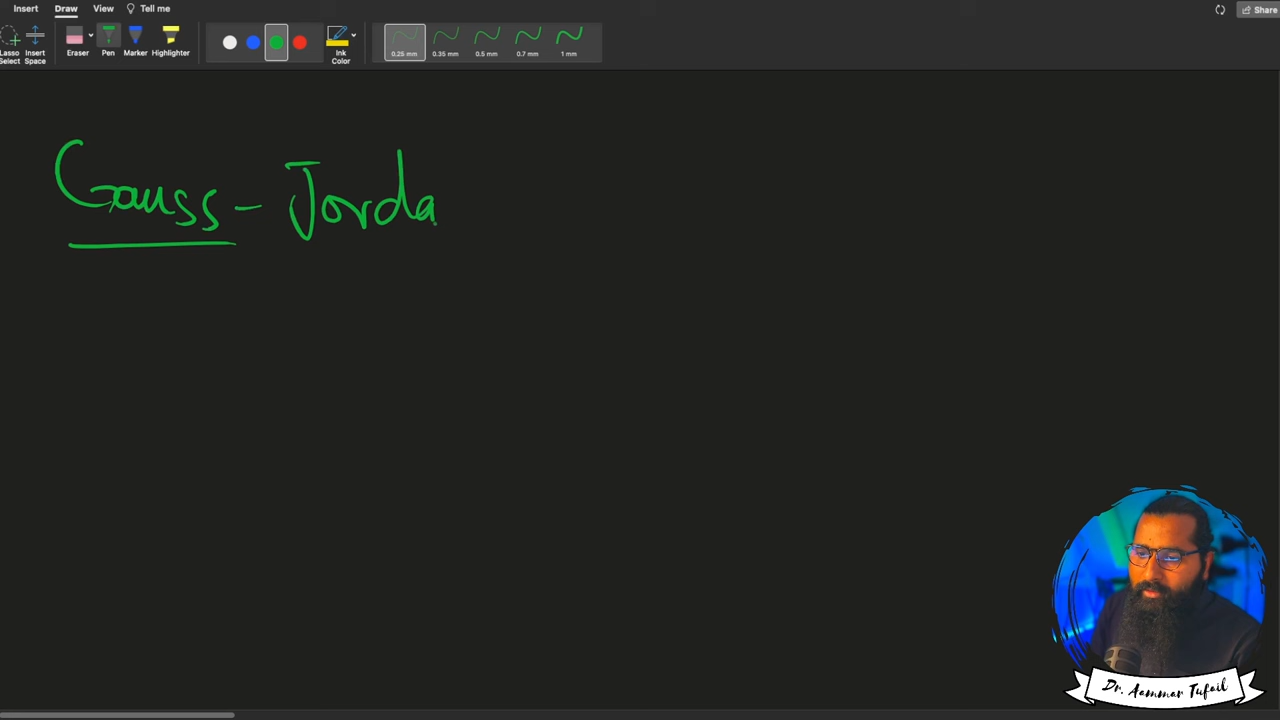 Insert Draw View Tell me Share
Lasso Select
Insert Space
Eraser
Pen
Marker
Highlighter
Ink Color
0.25 mm
0.35 mm
0.5 mm
0.7 mm
1 mm
Gauss - Jorda
Dr. Aammar Tufail